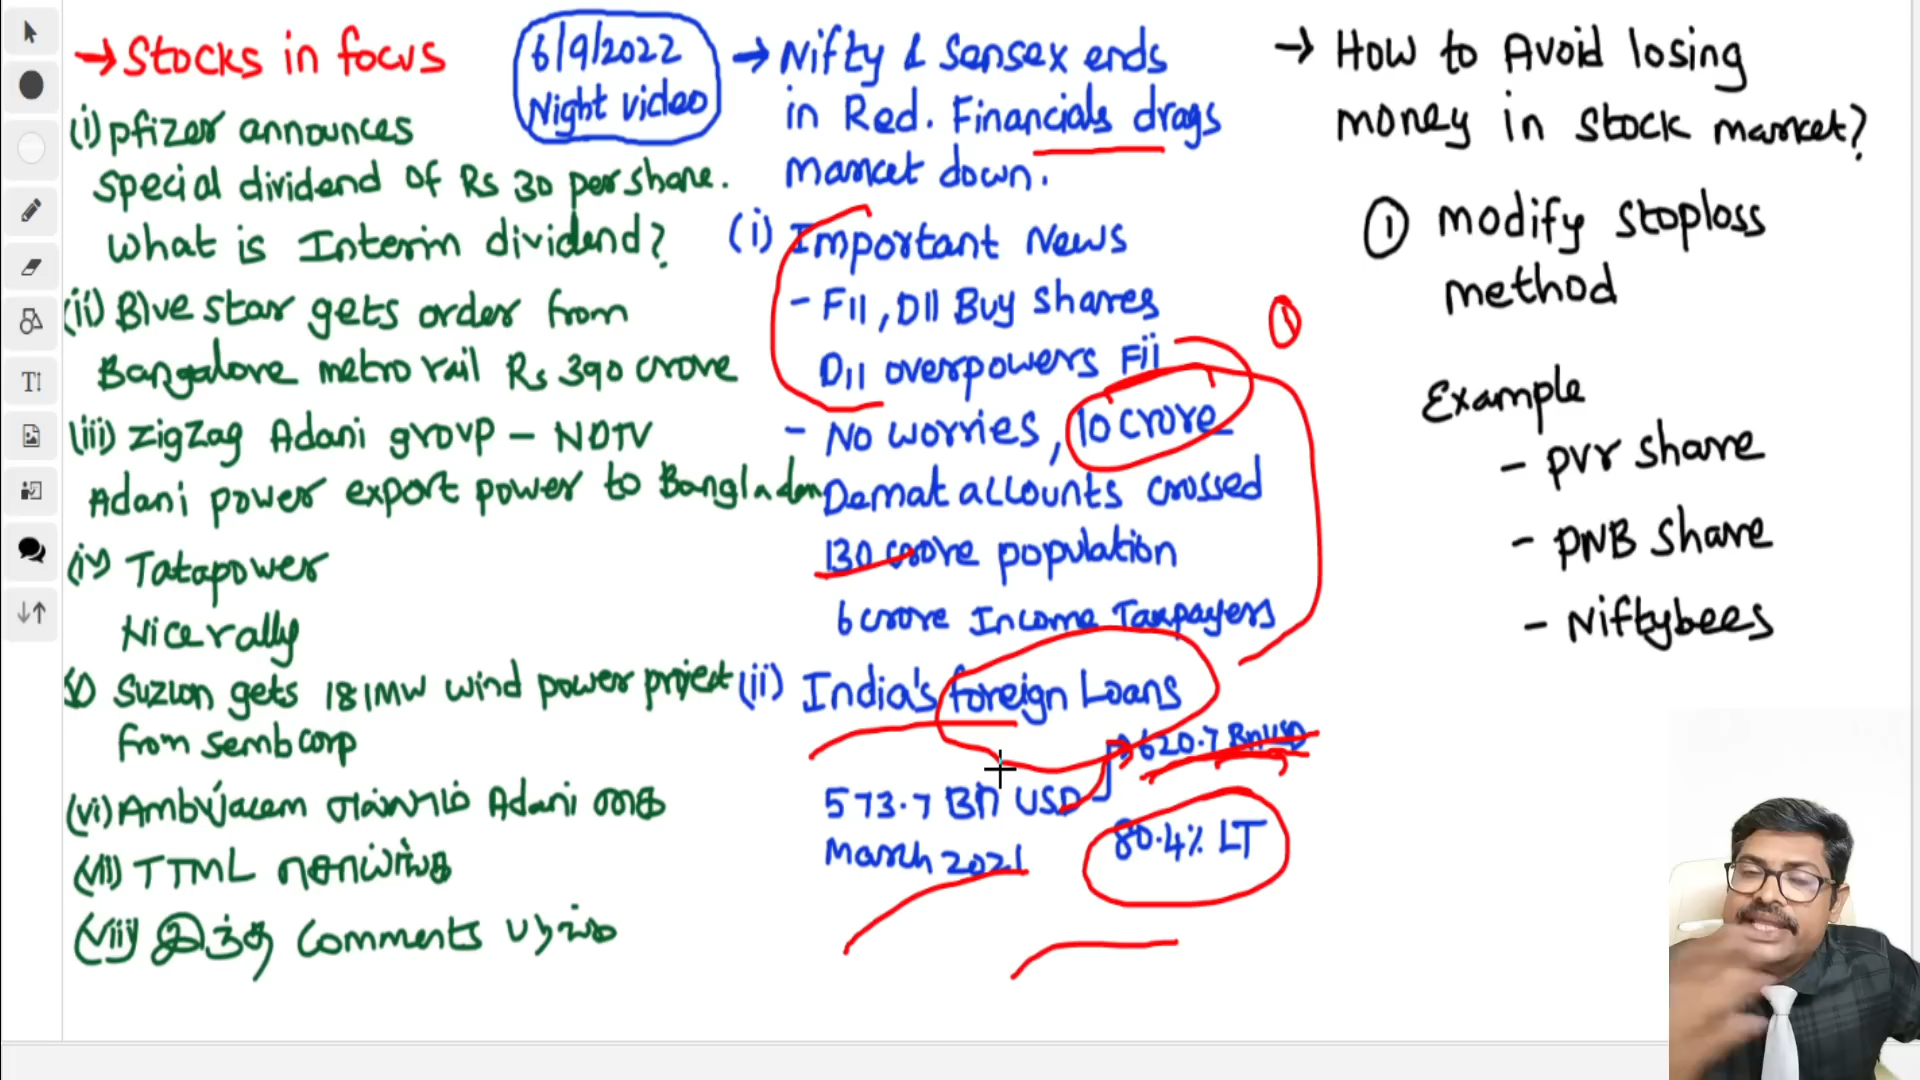 → Stocks in focus
(i) pfizer announces
special dividend of Rs 30 per share.
What is Interim dividend?
(ii) Blue star gets order from
Bangalore metro rail Rs 390 crore
(iii) zigzag Adani group - NDTV
Adani power export power to
(iv) Tatapower
Nice rally
(v) Suzlon gets 181MW wind power project
from sembcorp
(vi) Ambujacem Adani கை
(vii) TTML
(viii) இந்த comments
6/9/2022
Night video
→ Nifty & Sensex ends
in Red. Financials drags
market down.
(i) Important News
- FII, DII Buy shares
DII overpowers Fii
- No worries, 10 crore
Demat accounts crossed
130 crore population
6 crore Income Taxpayers
(ii) India's foreign Loans
→ 620.7 Bn USD
573.7 Bn USD
March 2021
80.4% LT
①
→ How to Avoid losing
money in stock market?
① modify stoploss
method
Example
- pvr share
- PNB share
- Niftybees